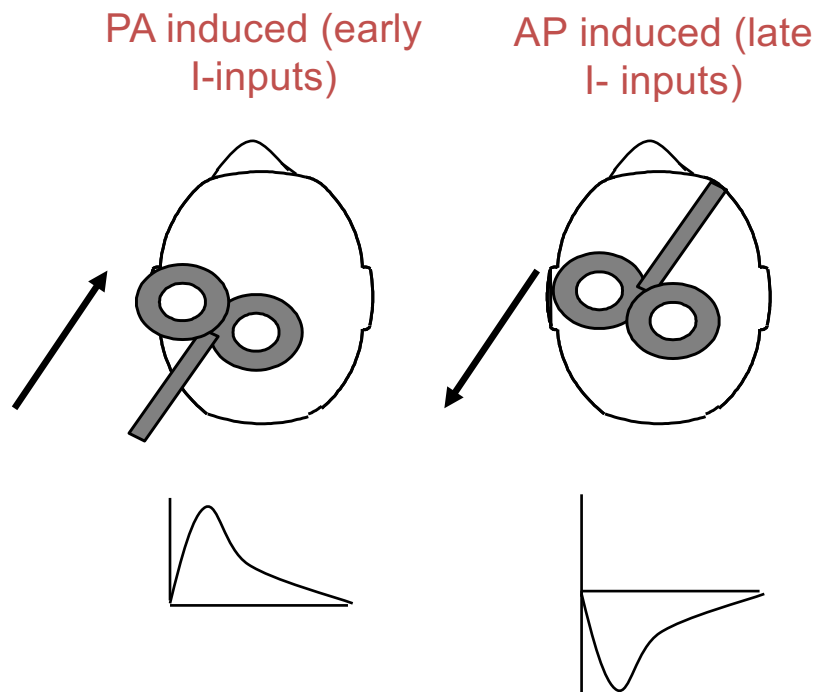 PA induced (early
I-inputs)
AP induced (late
I- inputs)